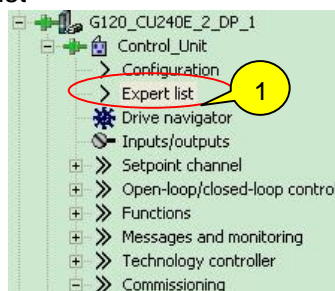 G120_CU240E_2_DP_1
Control_Unit
Configuration
Expert list
1
Drive navigator
Inputs/outputs
Setpoint channel
Open-loop/closed-loop contro
Functions
Messages and monitoring
Technology controller
Commissioning